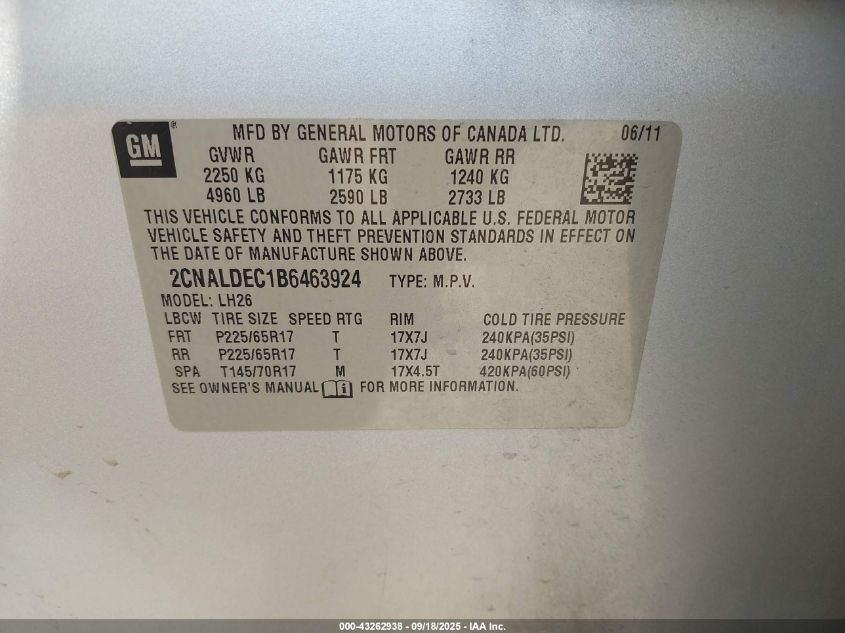 GM ®
MFD BY GENERAL MOTORS OF CANADA LTD. 06/11
GVWR GAWR FRT GAWR RR
2250 KG 1175 KG 1240 KG
4960 LB 2590 LB 2733 LB
THIS VEHICLE CONFORMS TO ALL APPLICABLE U.S. FEDERAL MOTOR
VEHICLE SAFETY AND THEFT PREVENTION STANDARDS IN EFFECT ON
THE DATE OF MANUFACTURE SHOWN ABOVE.
2CNALDEC1B6463924 TYPE: M.P.V.
MODEL: LH26
LBCW TIRE SIZE SPEED RTG RIM COLD TIRE PRESSURE
FRT P225/65R17 T 17X7J 240KPA(35PSI)
RR P225/65R17 T 17X7J 240KPA(35PSI)
SPA T145/70R17 M 17X4.5T 420KPA(60PSI)
SEE OWNER'S MANUAL FOR MORE INFORMATION.
000-43262938 - 09/18/2025 - IAA Inc.